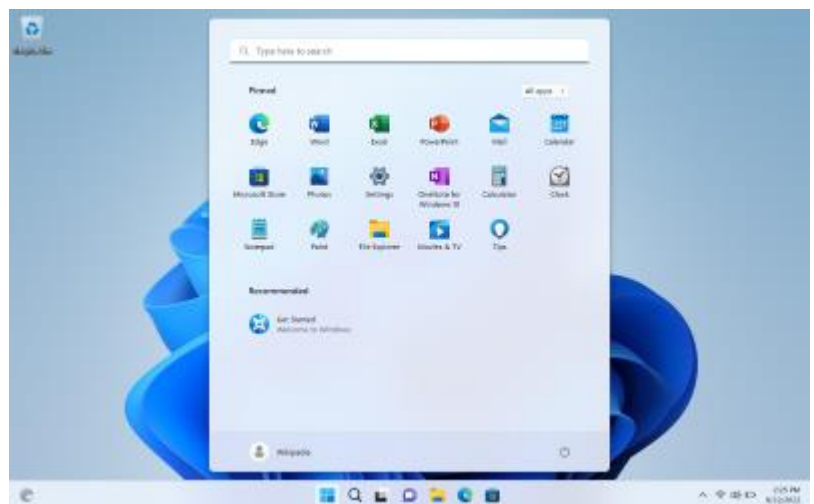 Type here to search
Pinned
All apps
Edge
Word
Excel
PowerPoint
Mail
Calendar
Microsoft Store
Photos
Settings
OneNote for
Windows 10
Calculator
Clock
Notepad
Paint
File Explorer
Movies & TV
Tips
Recommended
Get Started
Welcome to Windows
Wikipedia